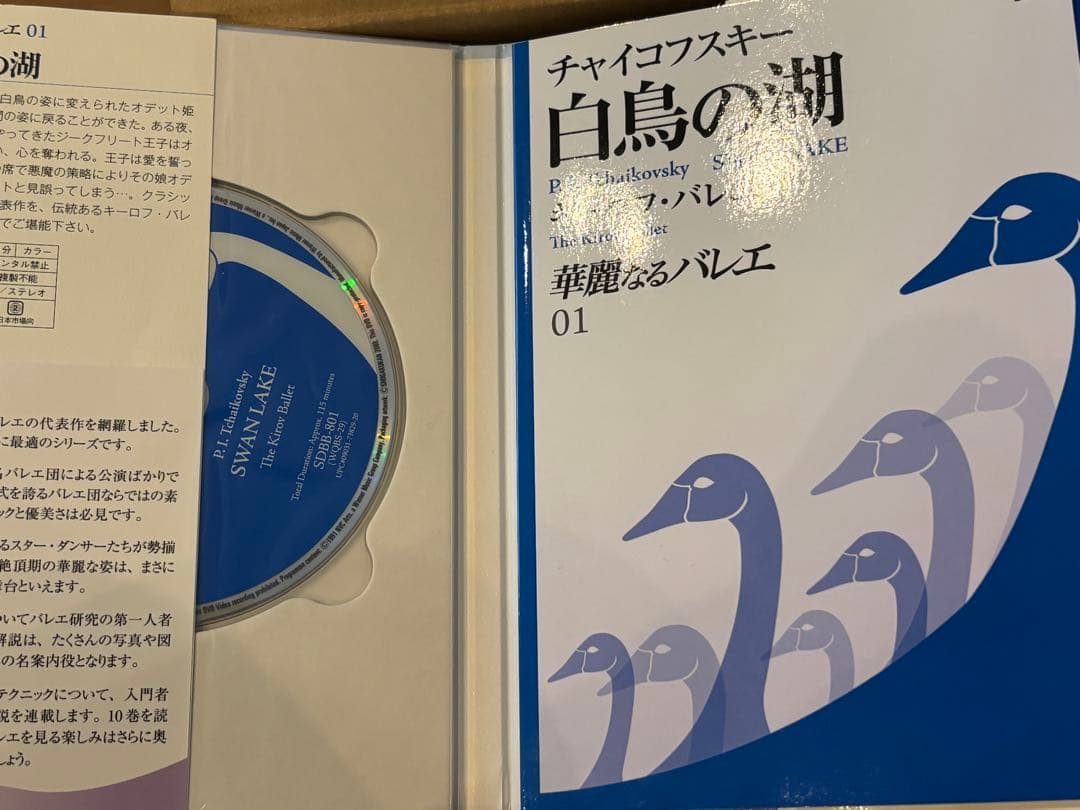 レエ 01
の湖
白鳥の姿に変えられたオデット姫
間の姿に戻ることができた。ある夜、
やってきたジークフリート王子はオ
い、心を奪われる。王子は愛を誓っ
席で悪魔の策略によりその娘オデ
ットと見誤ってしまう…。クラシッ
表作を、伝統あるキーロフ・バレ
でご堪能下さい。
分 カラー
ンタル禁止
複製不能
/ステレオ
2
日本市場向
レエの代表作を網羅しました。
に最適のシリーズです。
バレエ団による公演ばかりで
式を誇るバレエ団ならではの素
ックと優美さは必見です。
るスター・ダンサーたちが勢揃
絶頂期の華麗な姿は、まさに
舞台といえます。
ついてバレエ研究の第一人者
解説は、たくさんの写真や図
の名案内役となります。
テクニックについて、入門者
説を連載します。10巻を読
レエを見る楽しみはさらに奥
しょう。
P. I. Tchaikovsky
SWAN LAKE
The Kirov Ballet
Total Duration: Approx. 115 minutes
SDBB-801
(WQBS-29)
チャイコフスキー
白鳥の湖
P. I. Tchaikovsky LAKE
フ・バレ
The Kirov Ballet
華麗なるバレエ
01